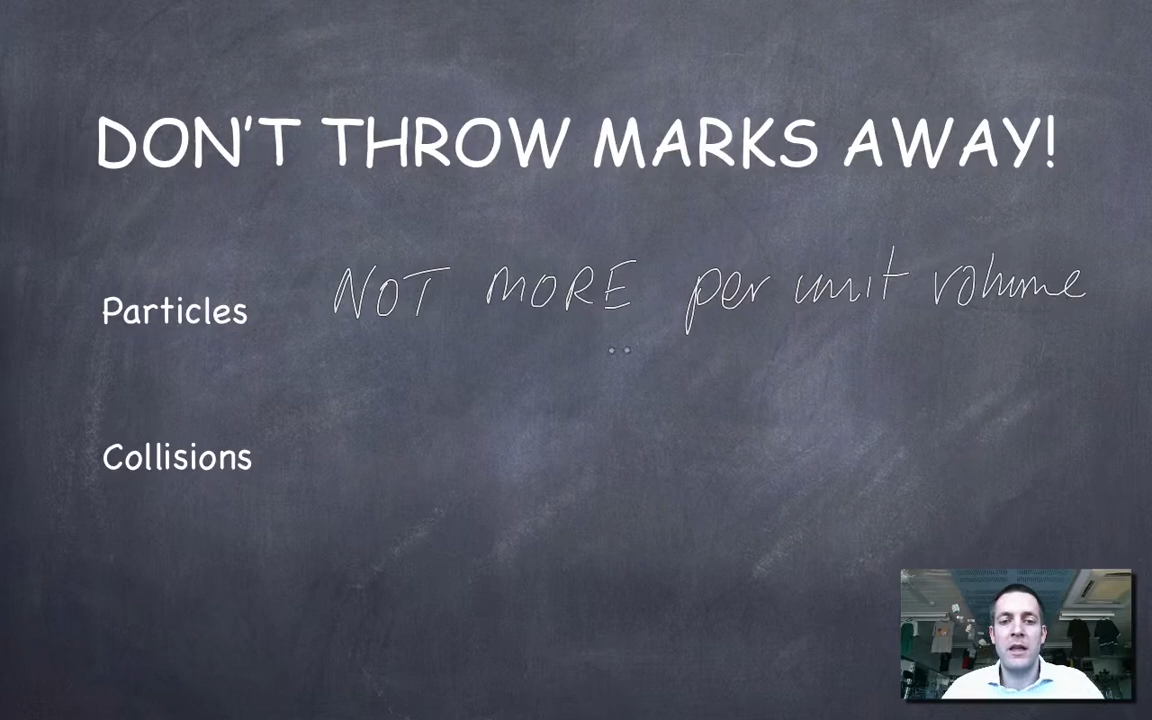 DON'T THROW MARKS AWAY!
Particles NOT MORE per unit volume
Collisions